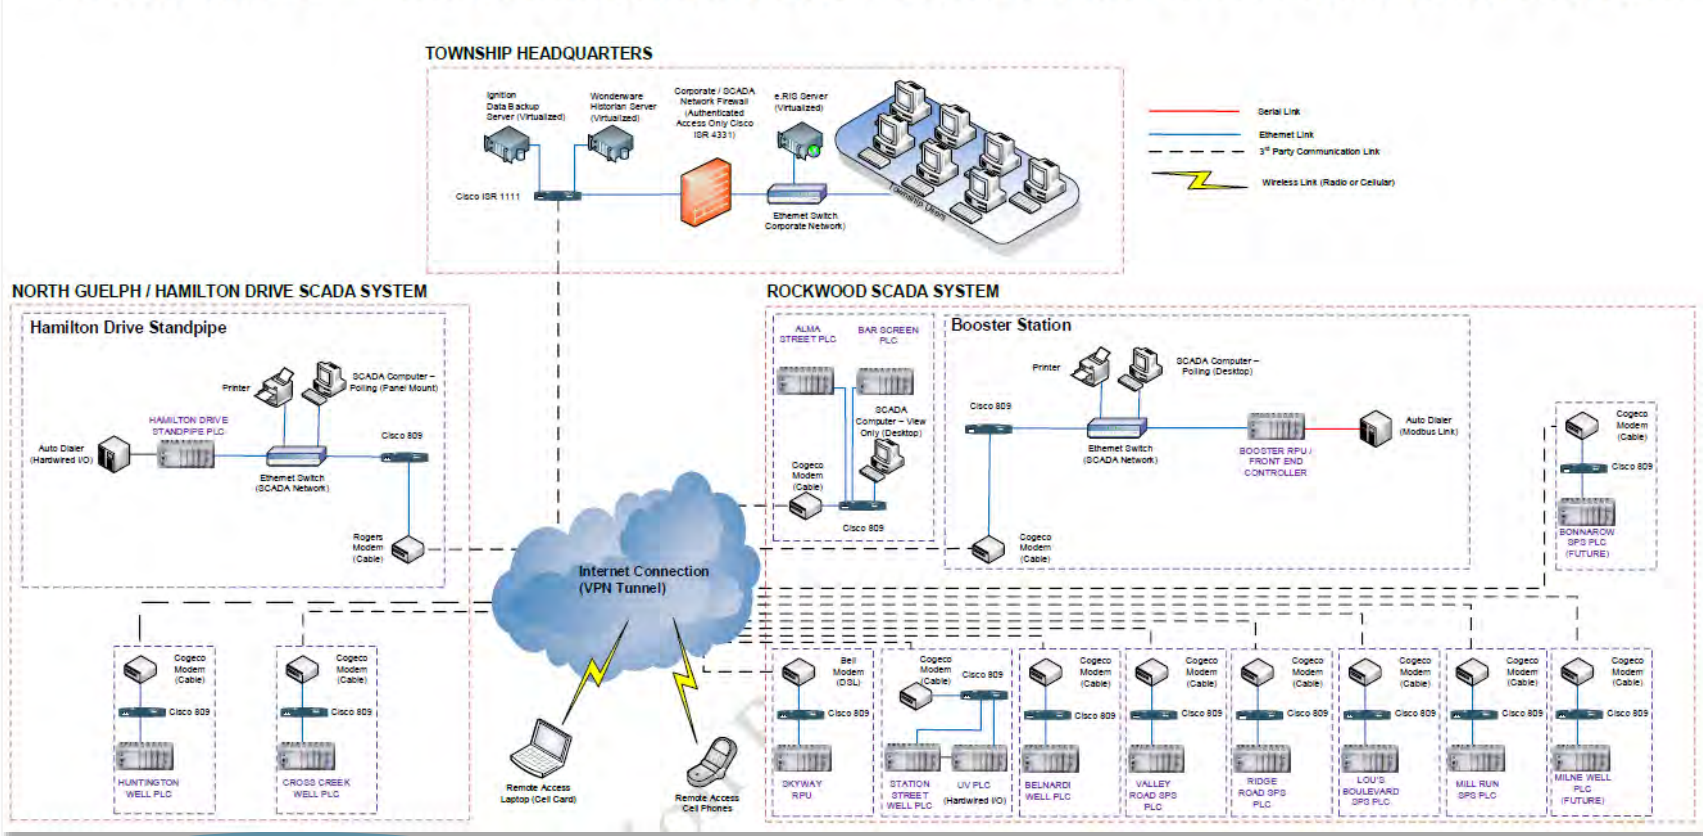 TOWNSHIP HEADQUARTERS
Ignition
Data Backup
Server (Virtualized)
Wonderware
Historian Server
(Virtualized)
Corporate / SCADA
Network Firewall
(Authenticated
Access Only Cisco
ISR 4331)
e.RIS Server
(Virtualized)
Cisco ISR 1111
Ethernet Switch
Corporate Network)
Township Users
Serial Link
Ethernet Link
3rd Party Communication Link
Wireless Link (Radio or Cellular)
NORTH GUELPH / HAMILTON DRIVE SCADA SYSTEM
Hamilton Drive Standpipe
Printer
SCADA Computer –
Polling (Panel Mount)
HAMILTON DRIVE
STANDPIPE PLC
Auto Dialer
(Hardwired I/O)
Cisco 809
Ethernet Switch
(SCADA Network)
Rogers
Modem
(Cable)
Cogeco
Modem
(Cable)
Cisco 809
HUNTINGTON
WELL PLC
Cogeco
Modem
(Cable)
Cisco 809
CROSS CREEK
WELL PLC
Internet Connection
(VPN Tunnel)
Remote Access
Laptop (Cell Card)
Remote Access
Cell Phones
ROCKWOOD SCADA SYSTEM
ALMA
STREET PLC
BAR SCREEN
PLC
SCADA
Computer – View
Only (Desktop)
Cogeco
Modem
(Cable)
Cisco 809
Booster Station
Printer
SCADA Computer –
Polling (Desktop)
Cisco 809
Ethernet Switch
(SCADA Network)
BOOSTER RPU /
FRONT END
CONTROLLER
Auto Dialer
(Modbus Link)
Cogeco
Modem
(Cable)
Cogeco
Modem
(Cable)
Cisco 809
BONNAROW
SPS PLC
(FUTURE)
Bell
Modem
(DSL)
Cisco 809
SKYWAY
RPU
Cogeco
Modem
(Cable)
Cisco 809
STATION
STREET
WELL PLC
UV PLC
(Hardwired I/O)
Cogeco
Modem
(Cable)
Cisco 809
BELNARDI
WELL PLC
Cogeco
Modem
(Cable)
Cisco 809
VALLEY
ROAD SPS
PLC
Cogeco
Modem
(Cable)
Cisco 809
RIDGE
ROAD SPS
PLC
Cogeco
Modem
(Cable)
Cisco 809
LOU'S
BOULEVARD
SPS PLC
Cogeco
Modem
(Cable)
Cisco 809
MILL RUN
SPS PLC
Cogeco
Modem
(Cable)
Cisco 809
MILNE WELL
PLC
(FUTURE)